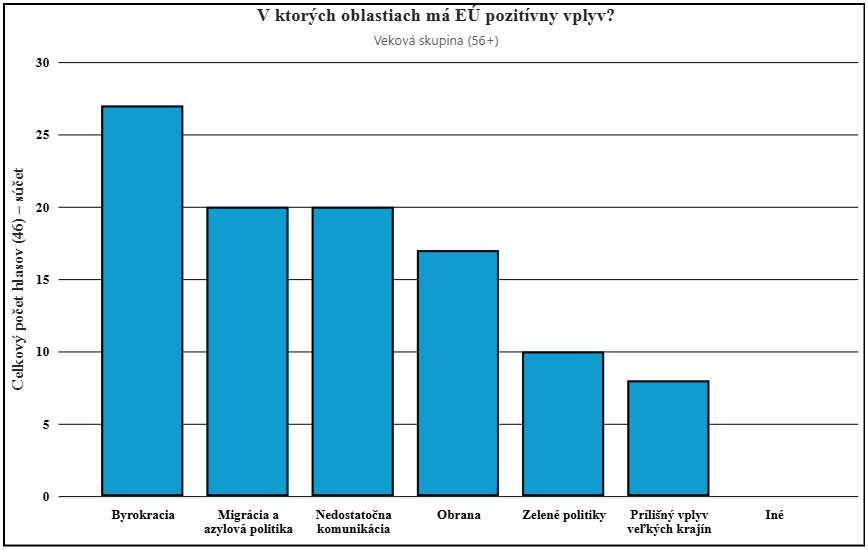 V ktorých oblastiach má EÚ pozitívny vplyv?
Veková skupina (56+)
Celkový počet hlasov (46) – súčet
30
25
20
15
10
5
0
Byrokracia
Migrácia a
azylová politika
Nedostatočna
komunikácia
Obrana
Zelené politiky
Prílišný vplyv
veľkých krajín
Iné